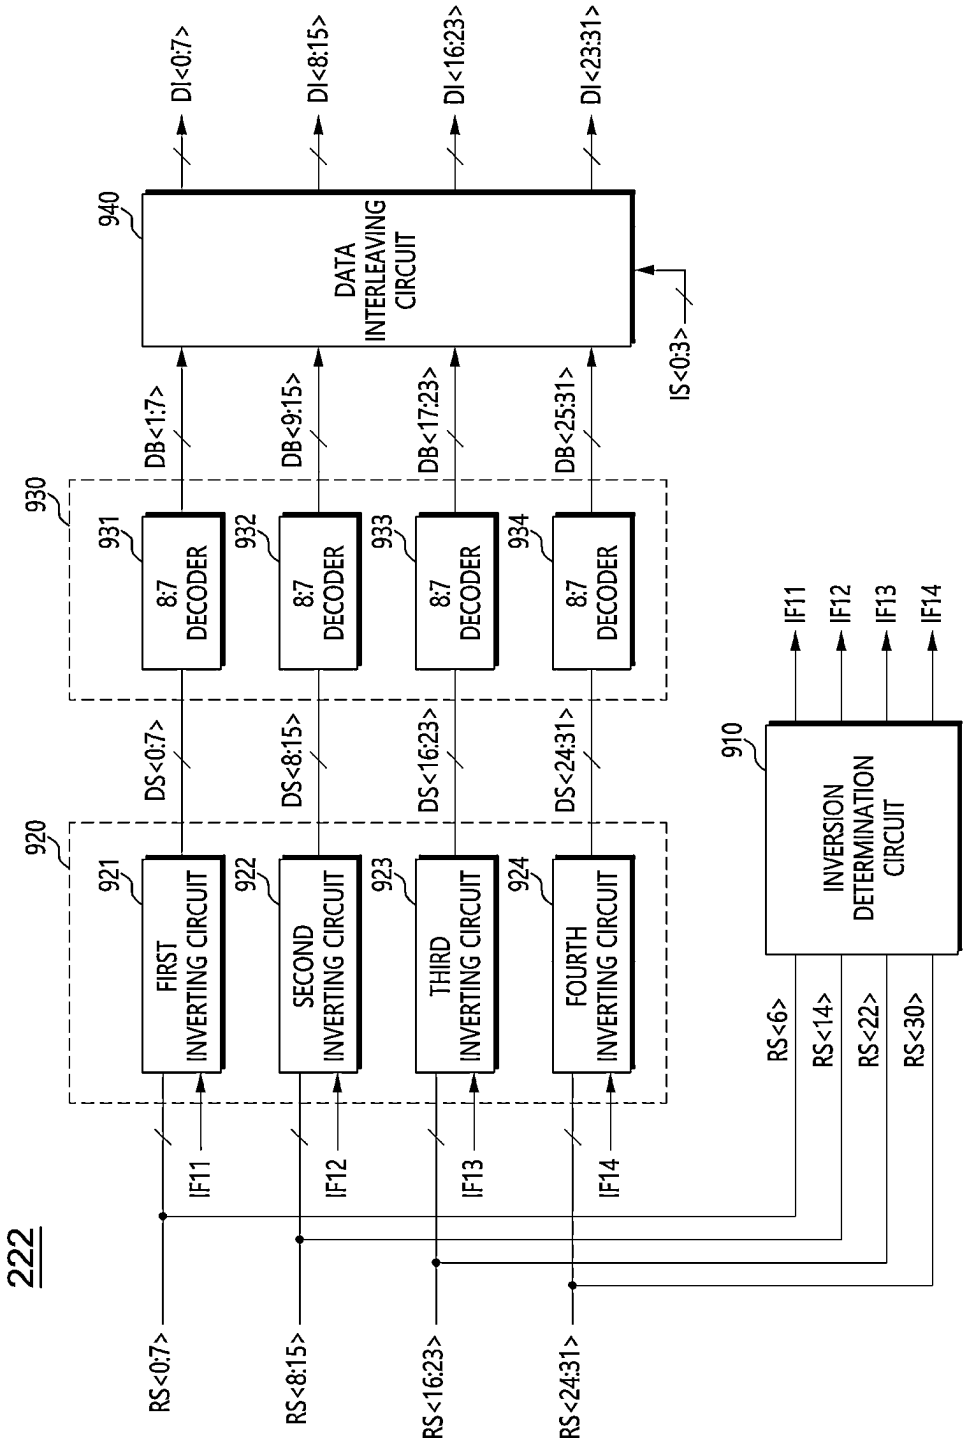 222
RS<0:7>
RS<8:15>
RS<16:23>
RS<24:31>
920
IF11
921
FIRST
INVERTING CIRCUIT
IF12
922
SECOND
INVERTING CIRCUIT
IF13
923
THIRD
INVERTING CIRCUIT
IF14
924
FOURTH
INVERTING CIRCUIT
DS<0:7>
DS<8:15>
DS<16:23>
DS<24:31>
930
931
8:7
DECODER
932
8:7
DECODER
933
8:7
DECODER
934
8:7
DECODER
DB<1:7>
DB<9:15>
DB<17:23>
DB<25:31>
940
DATA
INTERLEAVING
CIRCUIT
IS<0:3>
DI<0:7>
DI<8:15>
DI<16:23>
DI<23:31>
RS<6>
RS<14>
RS<22>
RS<30>
910
INVERSION
DETERMINATION
CIRCUIT
IF11
IF12
IF13
IF14